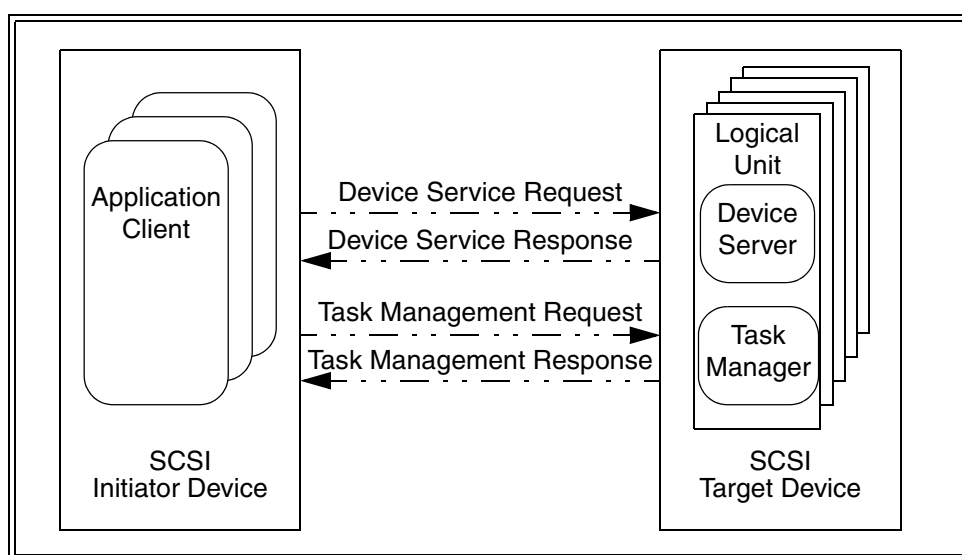 Application
Client
SCSI
Initiator Device
Device Service Request
Device Service Response
Task Management Request
Task Management Response
Logical
Unit
Device
Server
Task
Manager
SCSI
Target Device